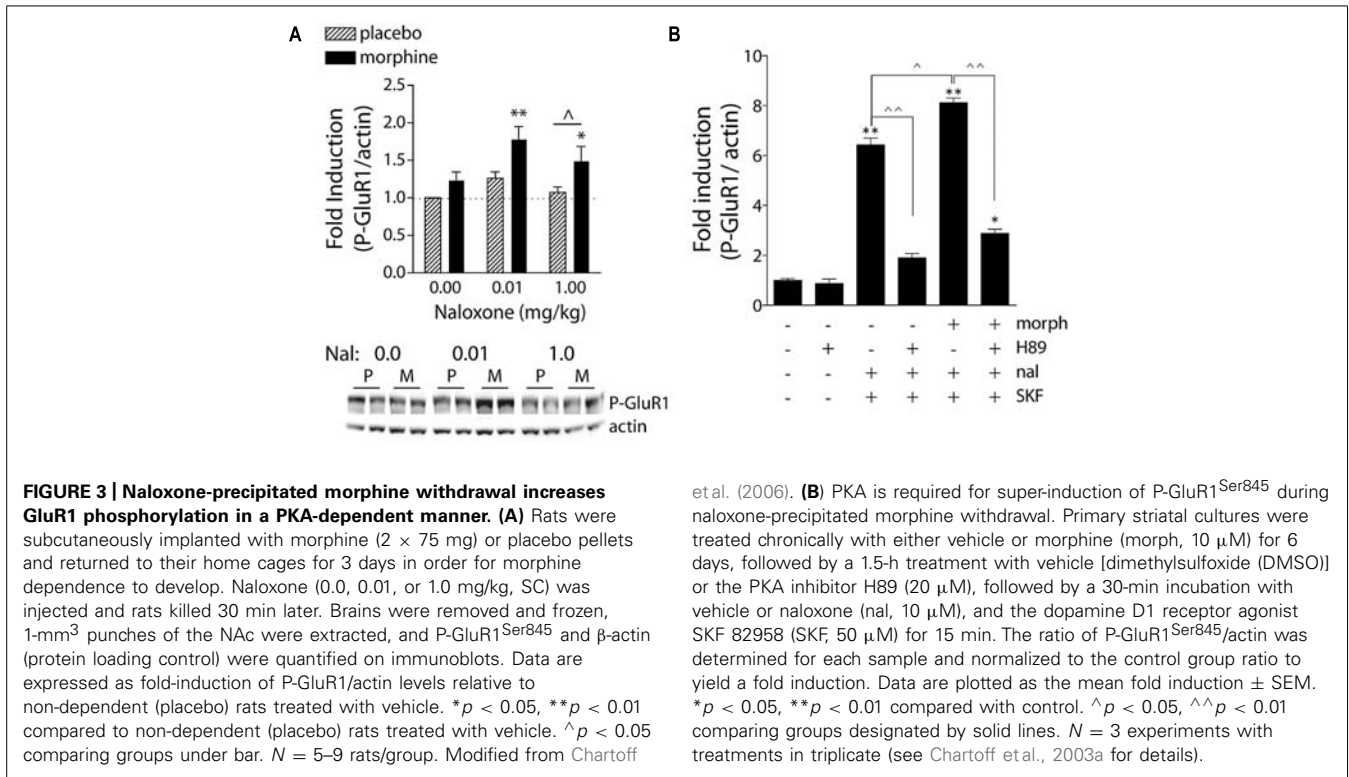 A
placebo
morphine
Fold Induction
(P-GluR1/actin)
2.5
2.0
1.5
1.0
0.5
0.0
**
^
*
0.00 0.01 1.00
Naloxone (mg/kg)
Nal: 0.0 0.01 1.0
P M P M P M
P-GluR1
actin
B
Fold induction
(P-GluR1/ actin)
10
8
6
4
2
0
^ ^^
** ^^ **
*
- - - - + + morph
- + - + - + H89
- - + + + + nal
- - + + + + SKF
FIGURE 3 | Naloxone-precipitated morphine withdrawal increases
GluR1 phosphorylation in a PKA-dependent manner. (A) Rats were
subcutaneously implanted with morphine (2 × 75 mg) or placebo pellets
and returned to their home cages for 3 days in order for morphine
dependence to develop. Naloxone (0.0, 0.01, or 1.0 mg/kg, SC) was
injected and rats killed 30 min later. Brains were removed and frozen,
1-mm³ punches of the NAc were extracted, and P-GluR1^Ser845 and β-actin
(protein loading control) were quantified on immunoblots. Data are
expressed as fold-induction of P-GluR1/actin levels relative to
non-dependent (placebo) rats treated with vehicle. *p < 0.05, **p < 0.01
compared to non-dependent (placebo) rats treated with vehicle. ^p < 0.05
comparing groups under bar. N = 5–9 rats/group. Modified from Chartoff
et al. (2006). (B) PKA is required for super-induction of P-GluR1^Ser845 during
naloxone-precipitated morphine withdrawal. Primary striatal cultures were
treated chronically with either vehicle or morphine (morph, 10 μM) for 6
days, followed by a 1.5-h treatment with vehicle [dimethylsulfoxide (DMSO)]
or the PKA inhibitor H89 (20 μM), followed by a 30-min incubation with
vehicle or naloxone (nal, 10 μM), and the dopamine D1 receptor agonist
SKF 82958 (SKF, 50 μM) for 15 min. The ratio of P-GluR1^Ser845/actin was
determined for each sample and normalized to the control group ratio to
yield a fold induction. Data are plotted as the mean fold induction ± SEM.
*p < 0.05, **p < 0.01 compared with control. ^p < 0.05, ^^p < 0.01
comparing groups designated by solid lines. N = 3 experiments with
treatments in triplicate (see Chartoff et al., 2003a for details).